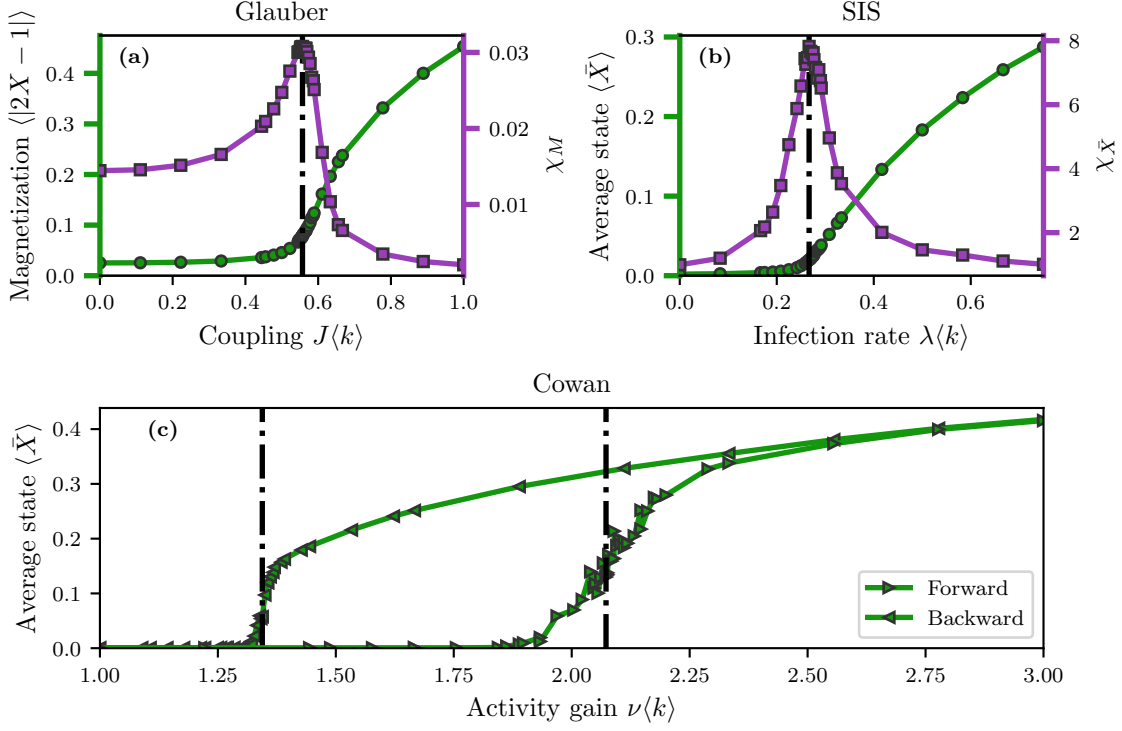 Glauber
SIS
(a)
(b)
Magnetization ⟨|2X − 1|⟩
0.4
0.3
0.2
0.1
0.0
0.03
0.02
0.01
χ_M
0.0 0.2 0.4 0.6 0.8 1.0
Coupling J⟨k⟩
Average state ⟨X̄⟩
0.3
0.2
0.1
0.0
8
6
4
2
χ_X̄
0.0 0.2 0.4 0.6
Infection rate λ⟨k⟩
Cowan
(c)
Average state ⟨X̄⟩
0.4
0.3
0.2
0.1
0.0
Forward
Backward
1.00 1.25 1.50 1.75 2.00 2.25 2.50 2.75 3.00
Activity gain ν⟨k⟩